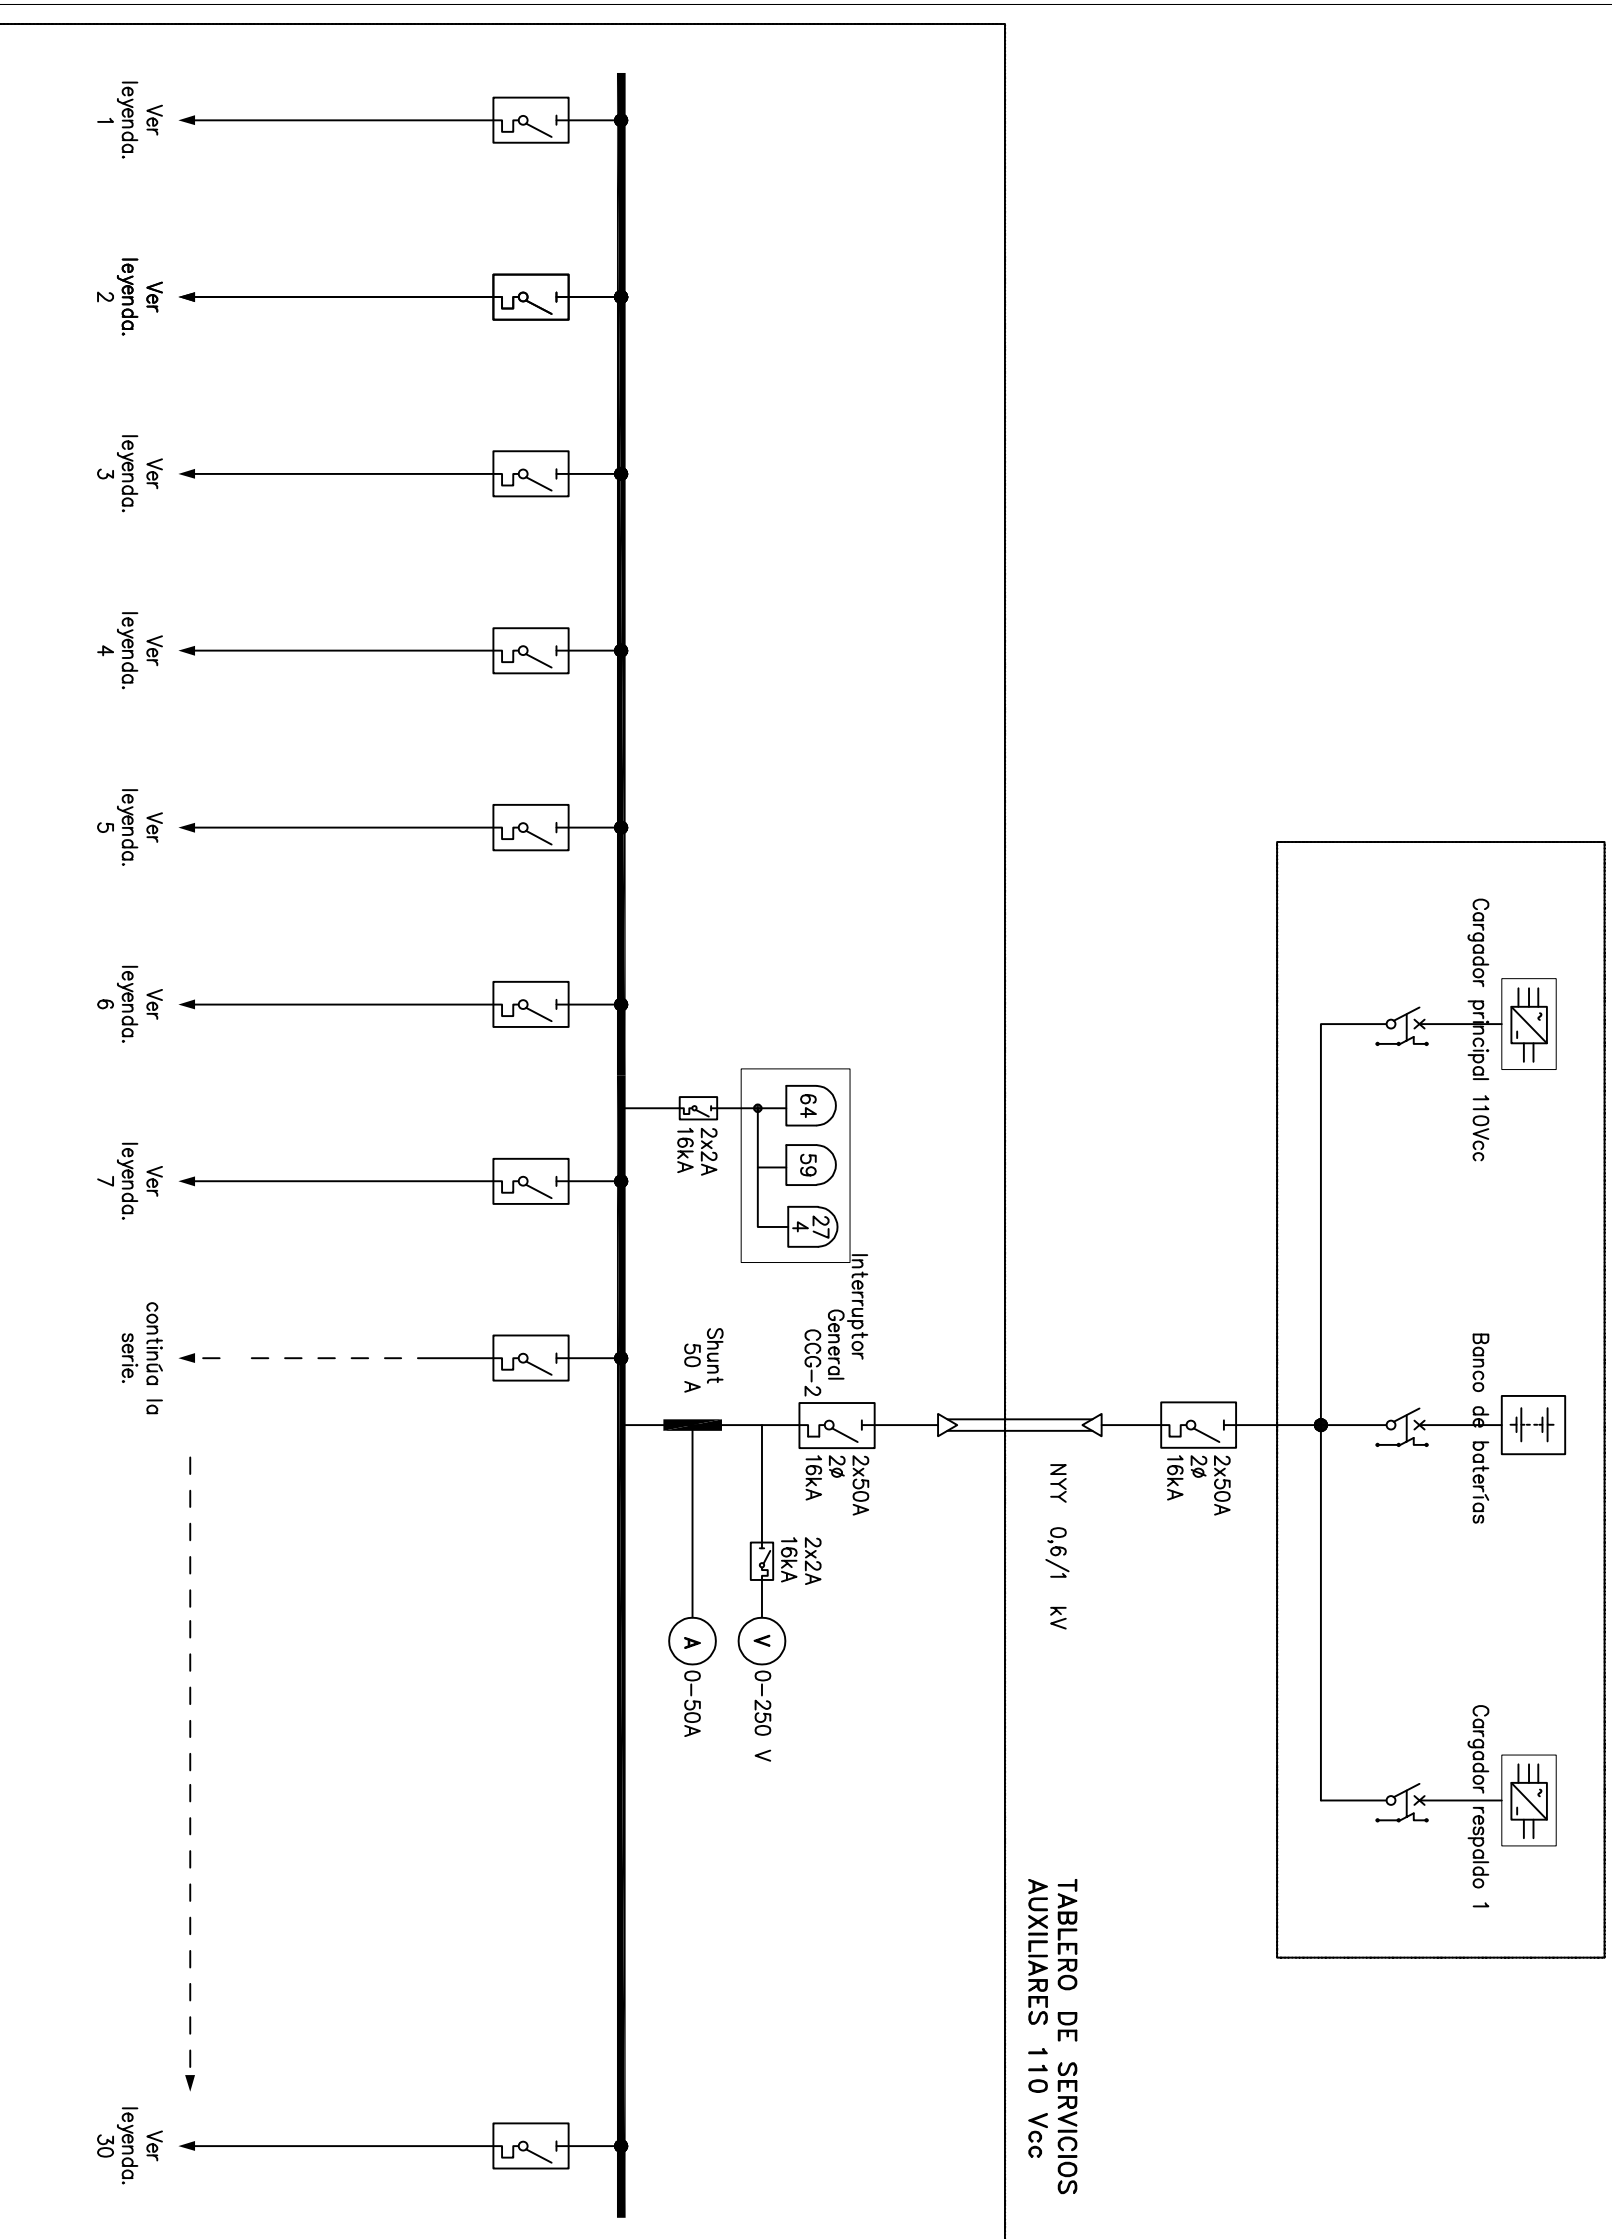 Cargador principal 110Vcc
Banco de baterías
Cargador respaldo 1
~
-
~
-
2x50A
2ø
16kA
NYY 0,6/1 kV
TABLERO DE SERVICIOS
AUXILIARES 110 Vcc
Interruptor
General
CCG-2
2x50A
2ø
16kA
64
59
27
4
2x2A
16kA
Shunt
50 A
2x2A
16kA
V
0-250 V
A
0-50A
Ver
leyenda.
1
Ver
leyenda.
2
Ver
leyenda.
3
Ver
leyenda.
4
Ver
leyenda.
5
Ver
leyenda.
6
Ver
leyenda.
7
continúa la
serie.
Ver
leyenda.
30